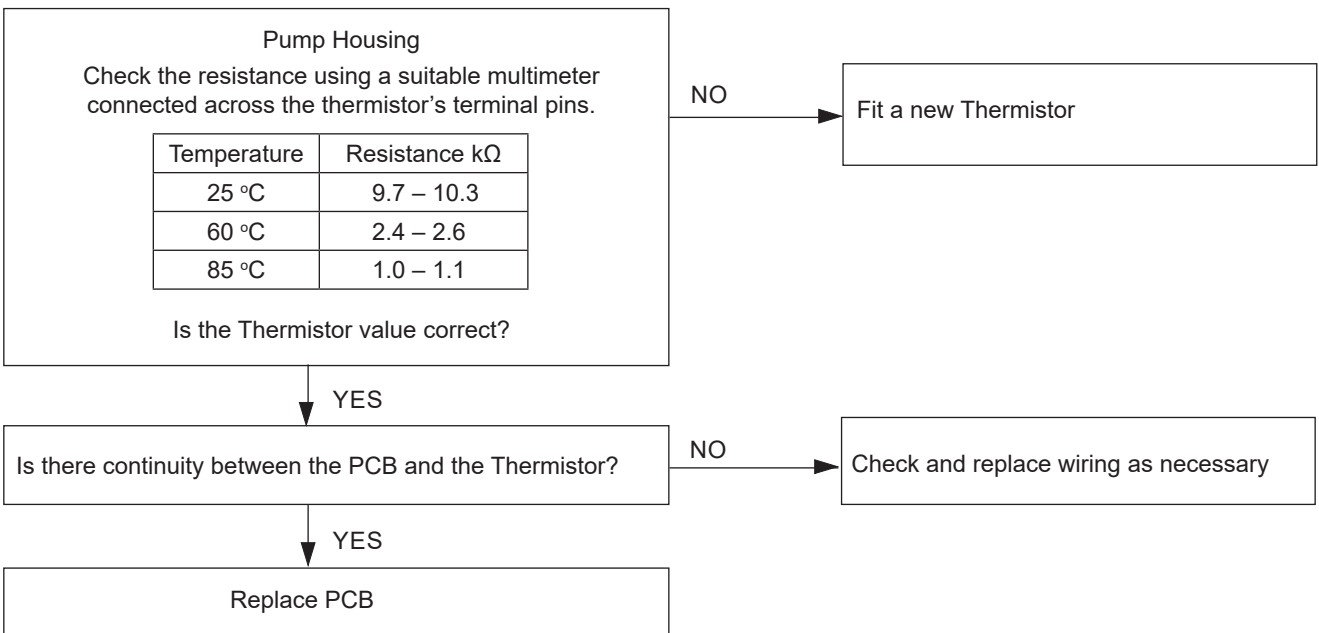 Pump Housing
Check the resistance using a suitable multimeter
connected across the thermistor’s terminal pins.
Temperature Resistance kΩ
25 ºC 9.7 – 10.3
60 ºC 2.4 – 2.6
85 ºC 1.0 – 1.1
Is the Thermistor value correct?
NO
Fit a new Thermistor
YES
Is there continuity between the PCB and the Thermistor?
NO
Check and replace wiring as necessary
YES
Replace PCB